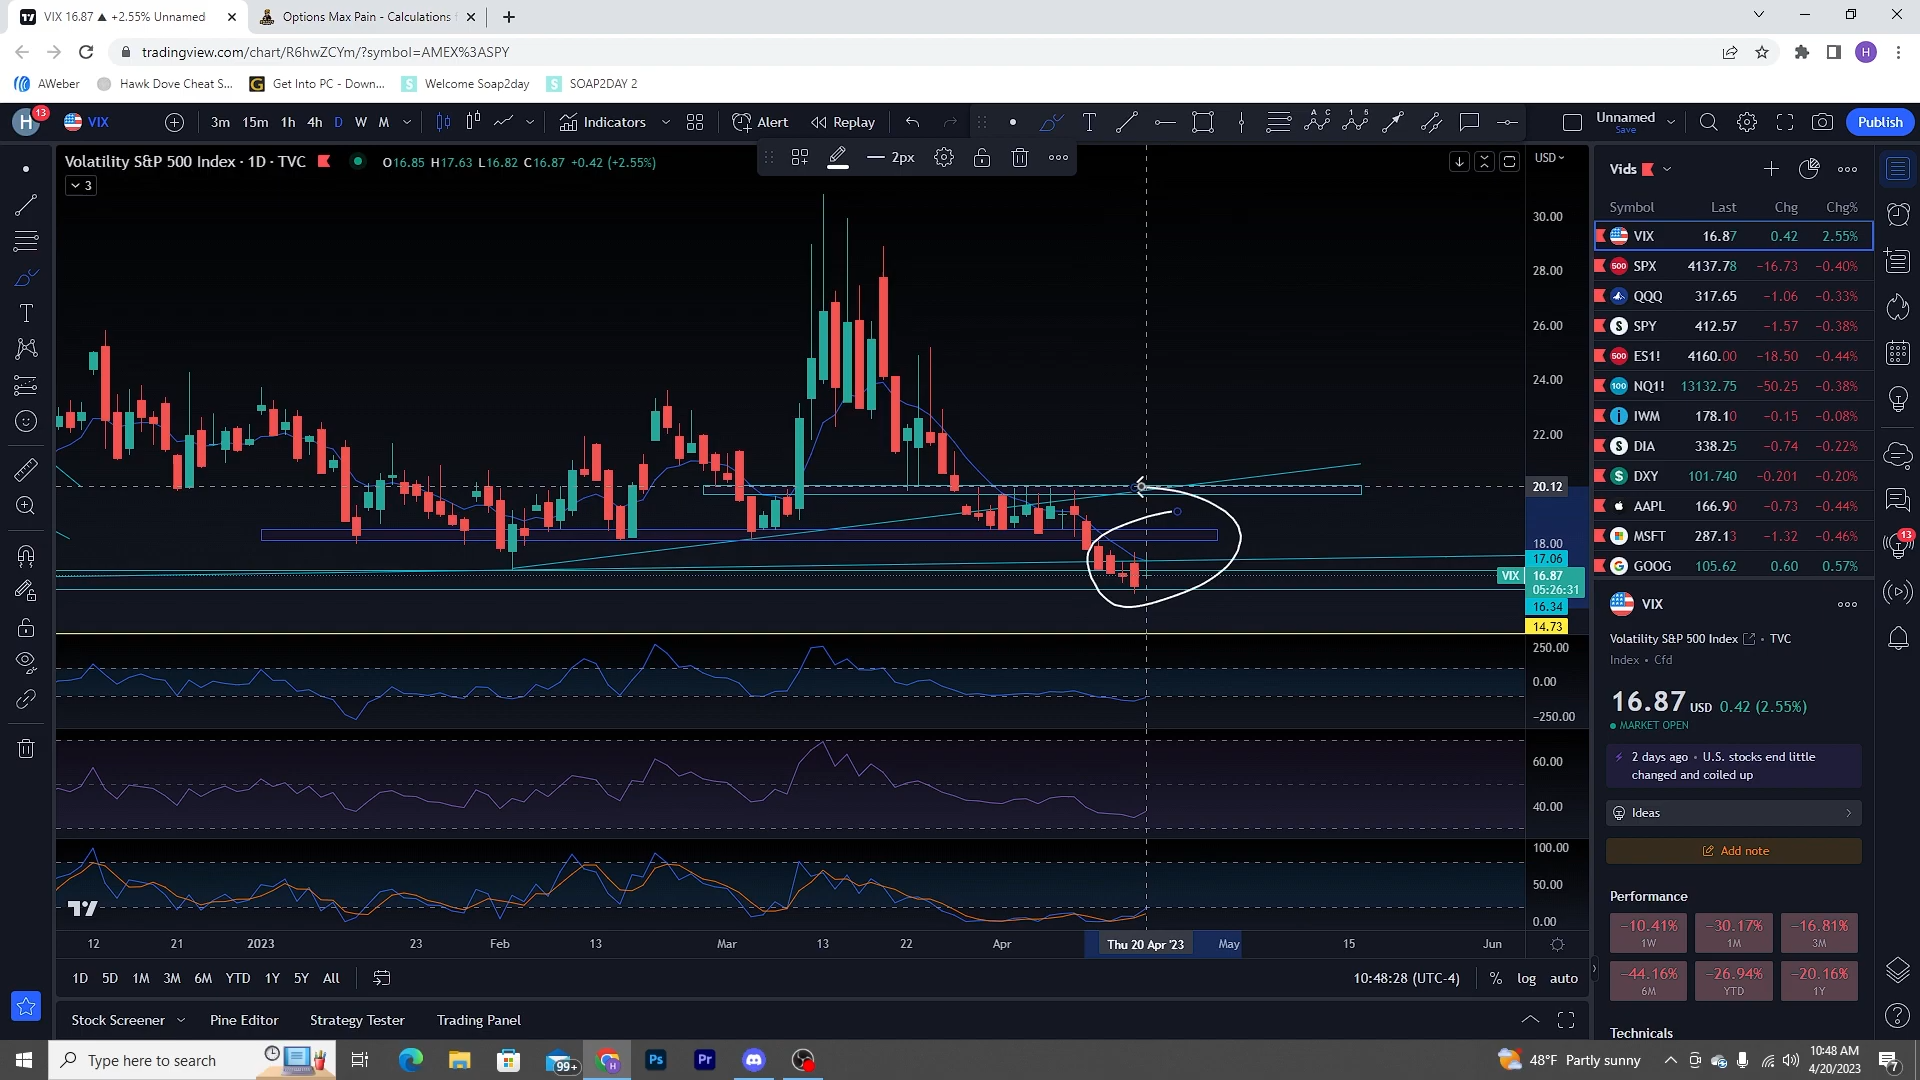 VIX 16.87 ▲ +2.55% Unnamed
Options Max Pain - Calculations
tradingview.com/chart/R6hwZCYm/?symbol=AMEX%3ASPY
H
AWeber
Hawk Dove Cheat S...
Get Into PC - Down...
Welcome Soap2day
SOAP2DAY 2
H 13
VIX
3m 15m 1h 4h D W M
Indicators
Alert
Replay
Unnamed
Save
Publish
Volatility S&P 500 Index · 1D · TVC
O16.85 H17.63 L16.82 C16.87 +0.42 (+2.55%)
2px
3
USD
30.00
28.00
26.00
24.00
22.00
20.12
18.00
17.06
VIX 16.87
05:26:31
16.34
14.73
250.00
0.00
−250.00
60.00
40.00
100.00
50.00
0.00
12 21 2023 23 Feb 13 Mar 13 22 Apr Thu 20 Apr '23 May 15 Jun
1D 5D 1M 3M 6M YTD 1Y 5Y All
10:48:28 (UTC-4)
% log auto
Stock Screener
Pine Editor
Strategy Tester
Trading Panel
Vids
Symbol Last Chg Chg%
VIX 16.87 0.42 2.55%
500 SPX 4137.78 −16.73 −0.40%
QQQ 317.65 −1.06 −0.33%
S SPY 412.57 −1.57 −0.38%
500 ES1! 4160.00 −18.50 −0.44%
100 NQ1! 13132.75 −50.25 −0.38%
IWM 178.10 −0.15 −0.08%
S DIA 338.25 −0.74 −0.22%
$ DXY 101.740 −0.201 −0.20%
AAPL 166.90 −0.73 −0.44%
MSFT 287.13 −1.32 −0.46%
G GOOG 105.62 0.60 0.57%
13
VIX
Volatility S&P 500 Index · TVC
Index · Cfd
16.87 USD 0.42 (2.55%)
MARKET OPEN
2 days ago · U.S. stocks end little
changed and coiled up
Ideas
Add note
Performance
−10.41% −30.17% −16.81%
1W 1M 3M
−44.16% −26.94% −20.16%
6M YTD 1Y
Technicals
Type here to search
99+
Ps
Pr
48°F Partly sunny
10:48 AM
4/20/2023
7